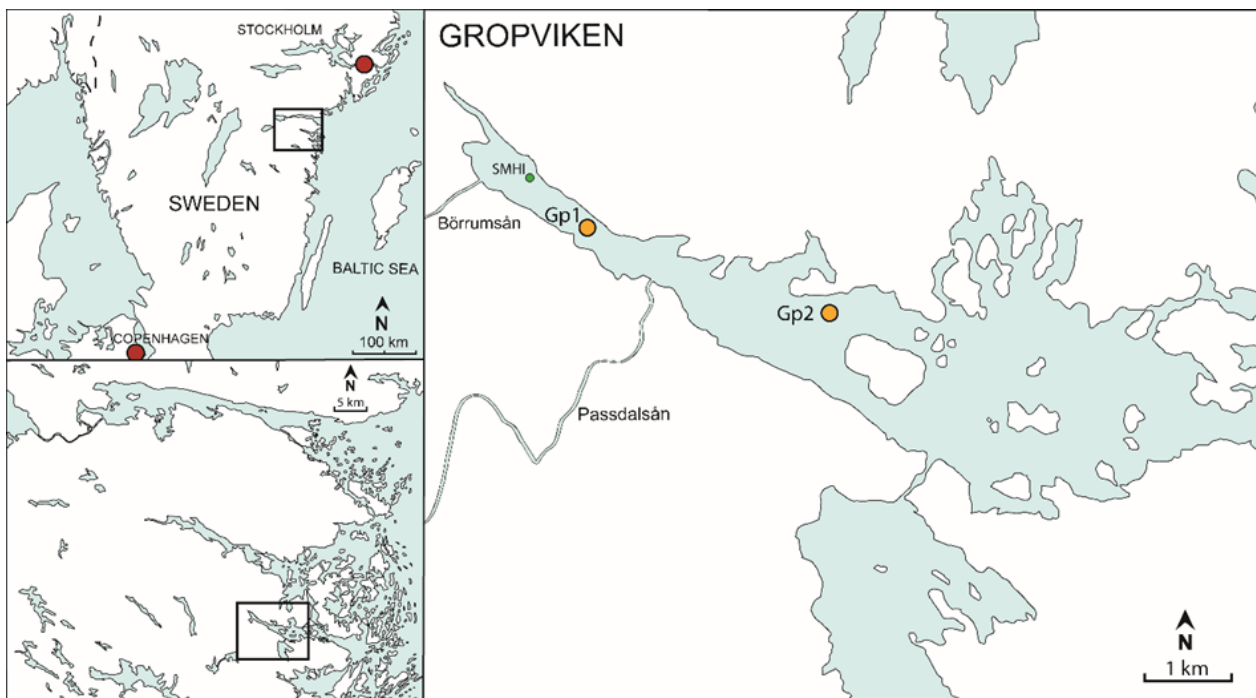 STOCKHOLM
SWEDEN
BALTIC SEA
N
100 km
COPENHAGEN
N
5 km
GROPVIKEN
SMHI
Börrumsån
Gp1
Gp2
Passdalsån
N
1 km